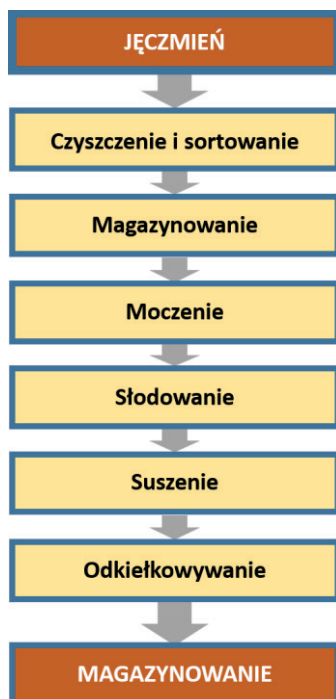 JĘCZMIEŃ
Czyszczenie i sortowanie
Magazynowanie
Moczenie
Słodowanie
Suszenie
Odkiełkowywanie
MAGAZYNOWANIE